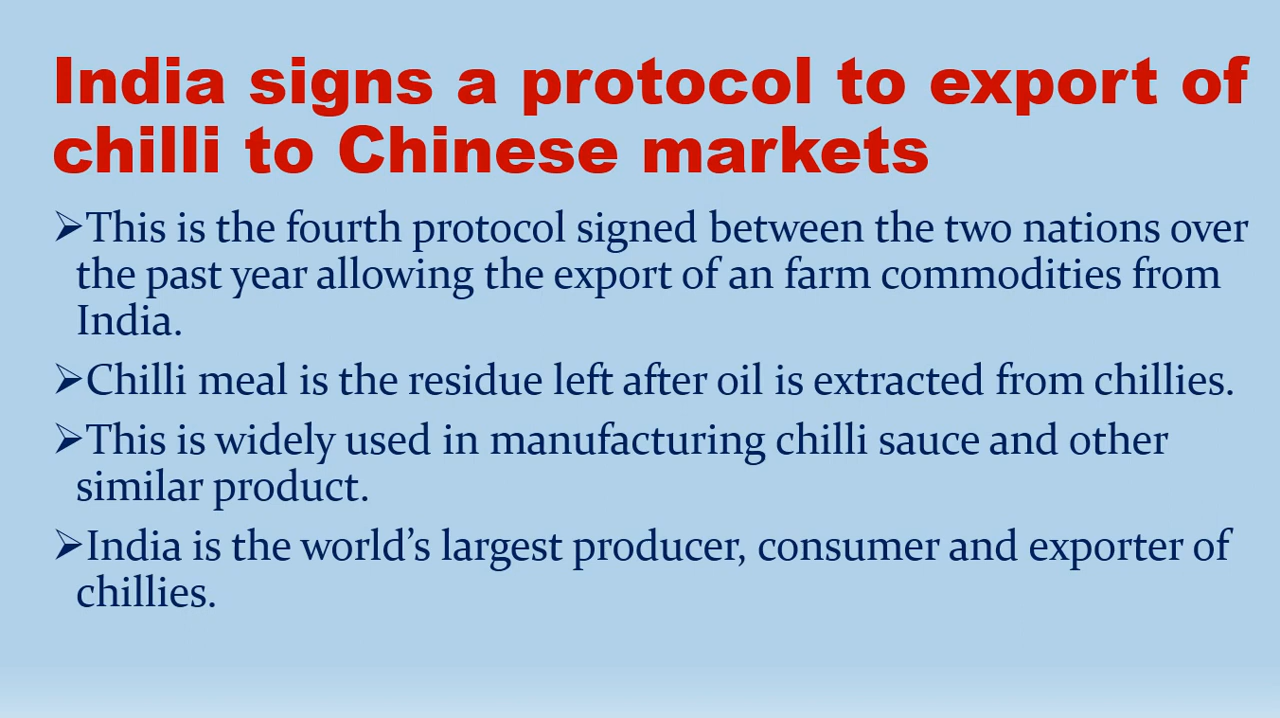 India signs a protocol to export of
chilli to Chinese markets
➢This is the fourth protocol signed between the two nations over
the past year allowing the export of an farm commodities from
India.
➢Chilli meal is the residue left after oil is extracted from chillies.
➢This is widely used in manufacturing chilli sauce and other
similar product.
➢India is the world’s largest producer, consumer and exporter of
chillies.